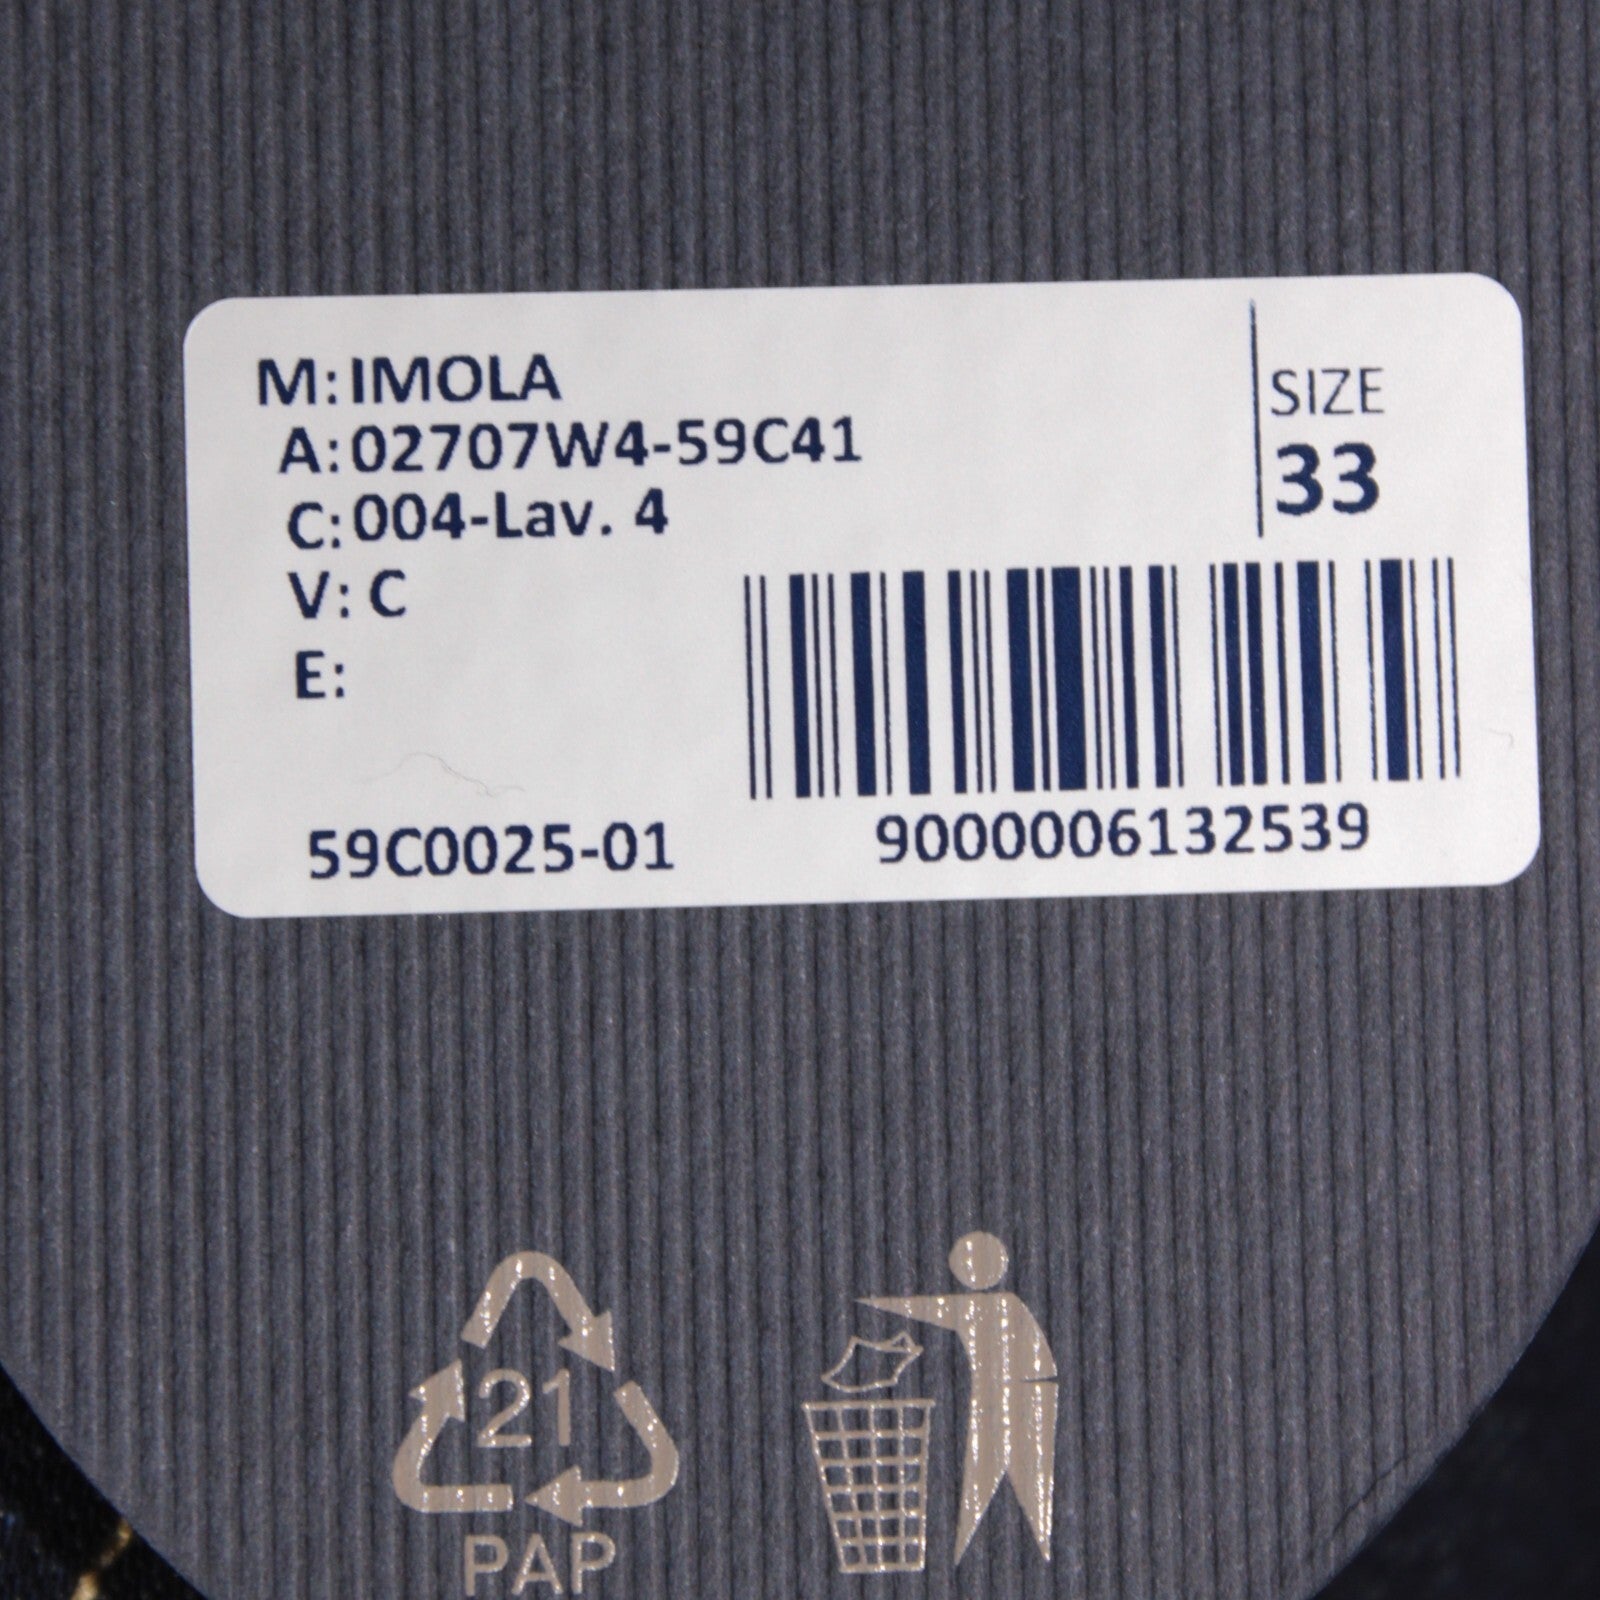 M: IMOLA
A: 02707W4-59C41
C: 004-Lav. 4
V: C
E:
SIZE
33
59C0025-01
9000006132539
21
PAP